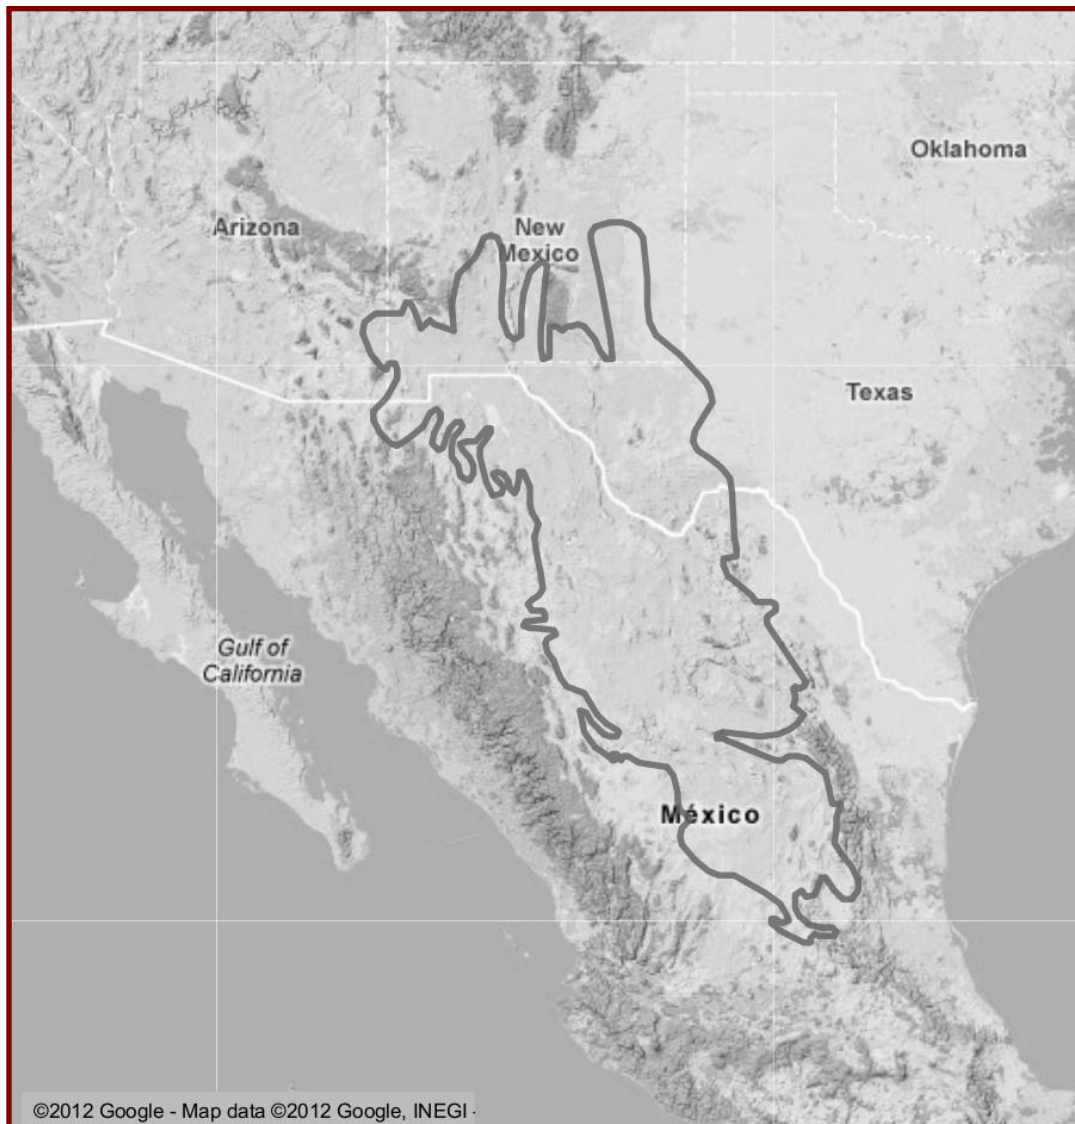 Oklahoma
Arizona
New
Mexico
Texas
Gulf of
California
México
©2012 Google - Map data ©2012 Google, INEGI -